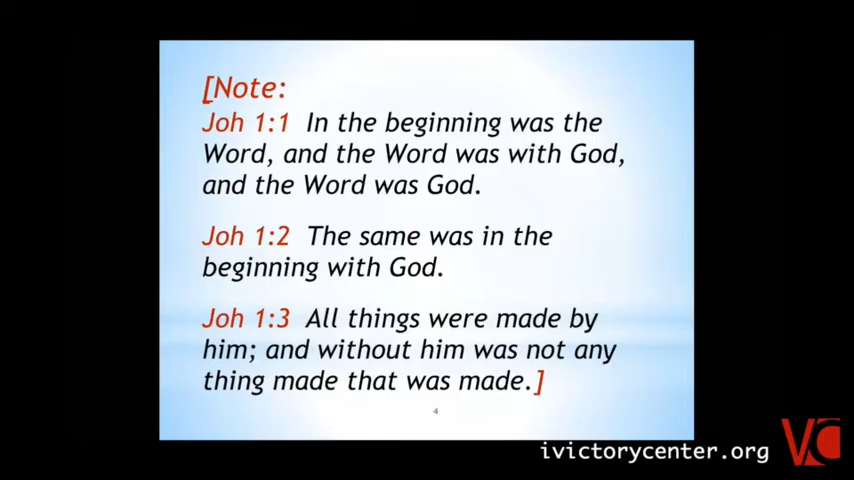 [Note:
Joh 1:1 In the beginning was the
Word, and the Word was with God,
and the Word was God.
Joh 1:2 The same was in the
beginning with God.
Joh 1:3 All things were made by
him; and without him was not any
thing made that was made.]
4
ivictorycenter.org
VC